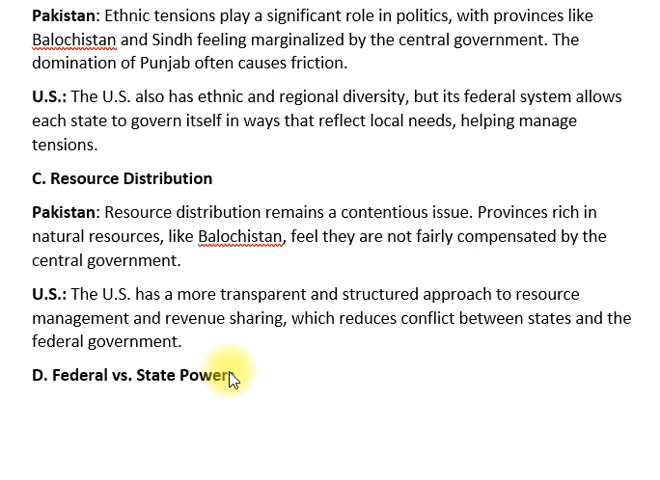 Pakistan: Ethnic tensions play a significant role in politics, with provinces like
Balochistan and Sindh feeling marginalized by the central government. The
domination of Punjab often causes friction.
U.S.: The U.S. also has ethnic and regional diversity, but its federal system allows
each state to govern itself in ways that reflect local needs, helping manage
tensions.
C. Resource Distribution
Pakistan: Resource distribution remains a contentious issue. Provinces rich in
natural resources, like Balochistan, feel they are not fairly compensated by the
central government.
U.S.: The U.S. has a more transparent and structured approach to resource
management and revenue sharing, which reduces conflict between states and the
federal government.
D. Federal vs. State Power